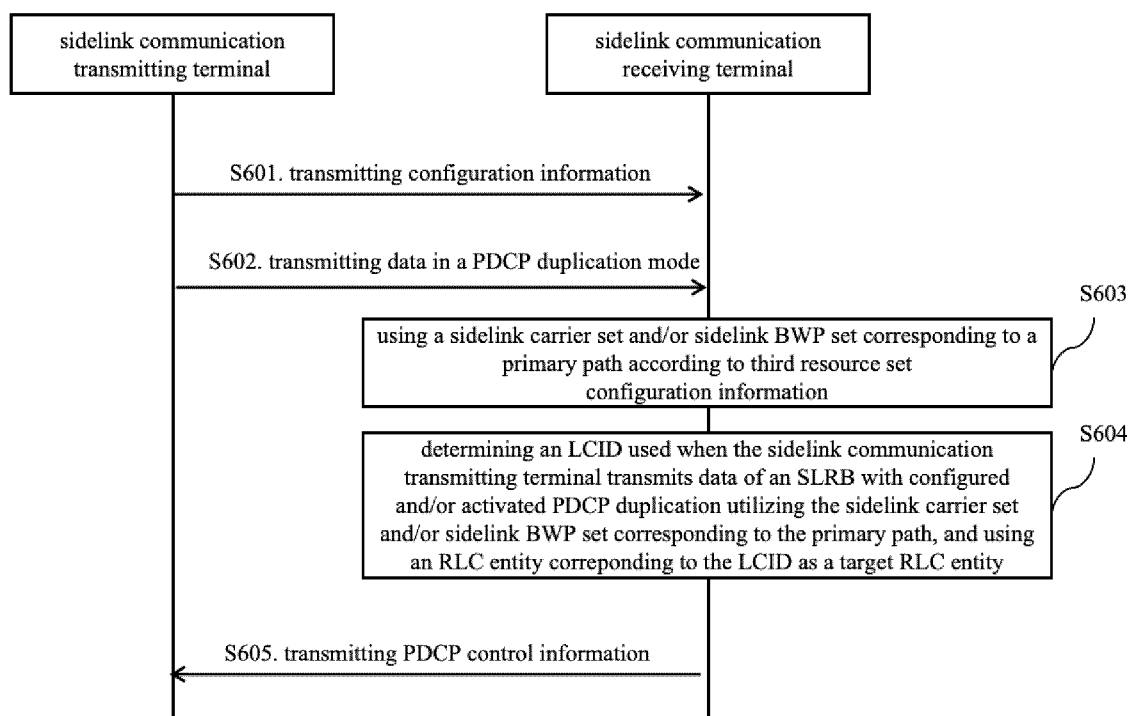 sidelink communication
transmitting terminal
sidelink communication
receiving terminal
S601. transmitting configuration information
S602. transmitting data in a PDCP duplication mode
S603
using a sidelink carrier set and/or sidelink BWP set corresponding to a
primary path according to third resource set
configuration information
S604
determining an LCID used when the sidelink communication
transmitting terminal transmits data of an SLRB with configured
and/or activated PDCP duplication utilizing the sidelink carrier set
and/or sidelink BWP set corresponding to the primary path, and using
an RLC entity correponding to the LCID as a target RLC entity
S605. transmitting PDCP control information